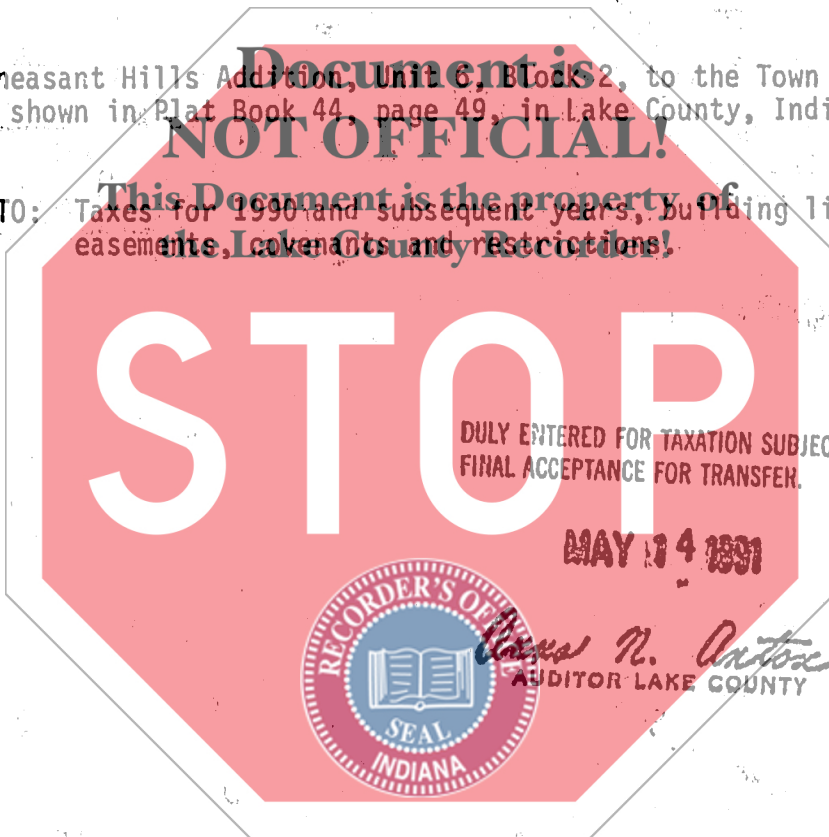 Document is
NOT OFFICIAL!
This Document is the property of
the Lake County Recorder!
heasant Hills Addition, Unit 6, Block 2, to the Town
shown in Plat Book 44, page 49, in Lake County, Indi
TO: Taxes for 1990 and subsequent years, building li
easements, covenants and restrictions.
STOP
DULY ENTERED FOR TAXATION SUBJEC
FINAL ACCEPTANCE FOR TRANSFER.
MAY 14 1991
N.
AUDITOR LAKE COUNTY
RECORDER'S OFFICE
SEAL
INDIANA